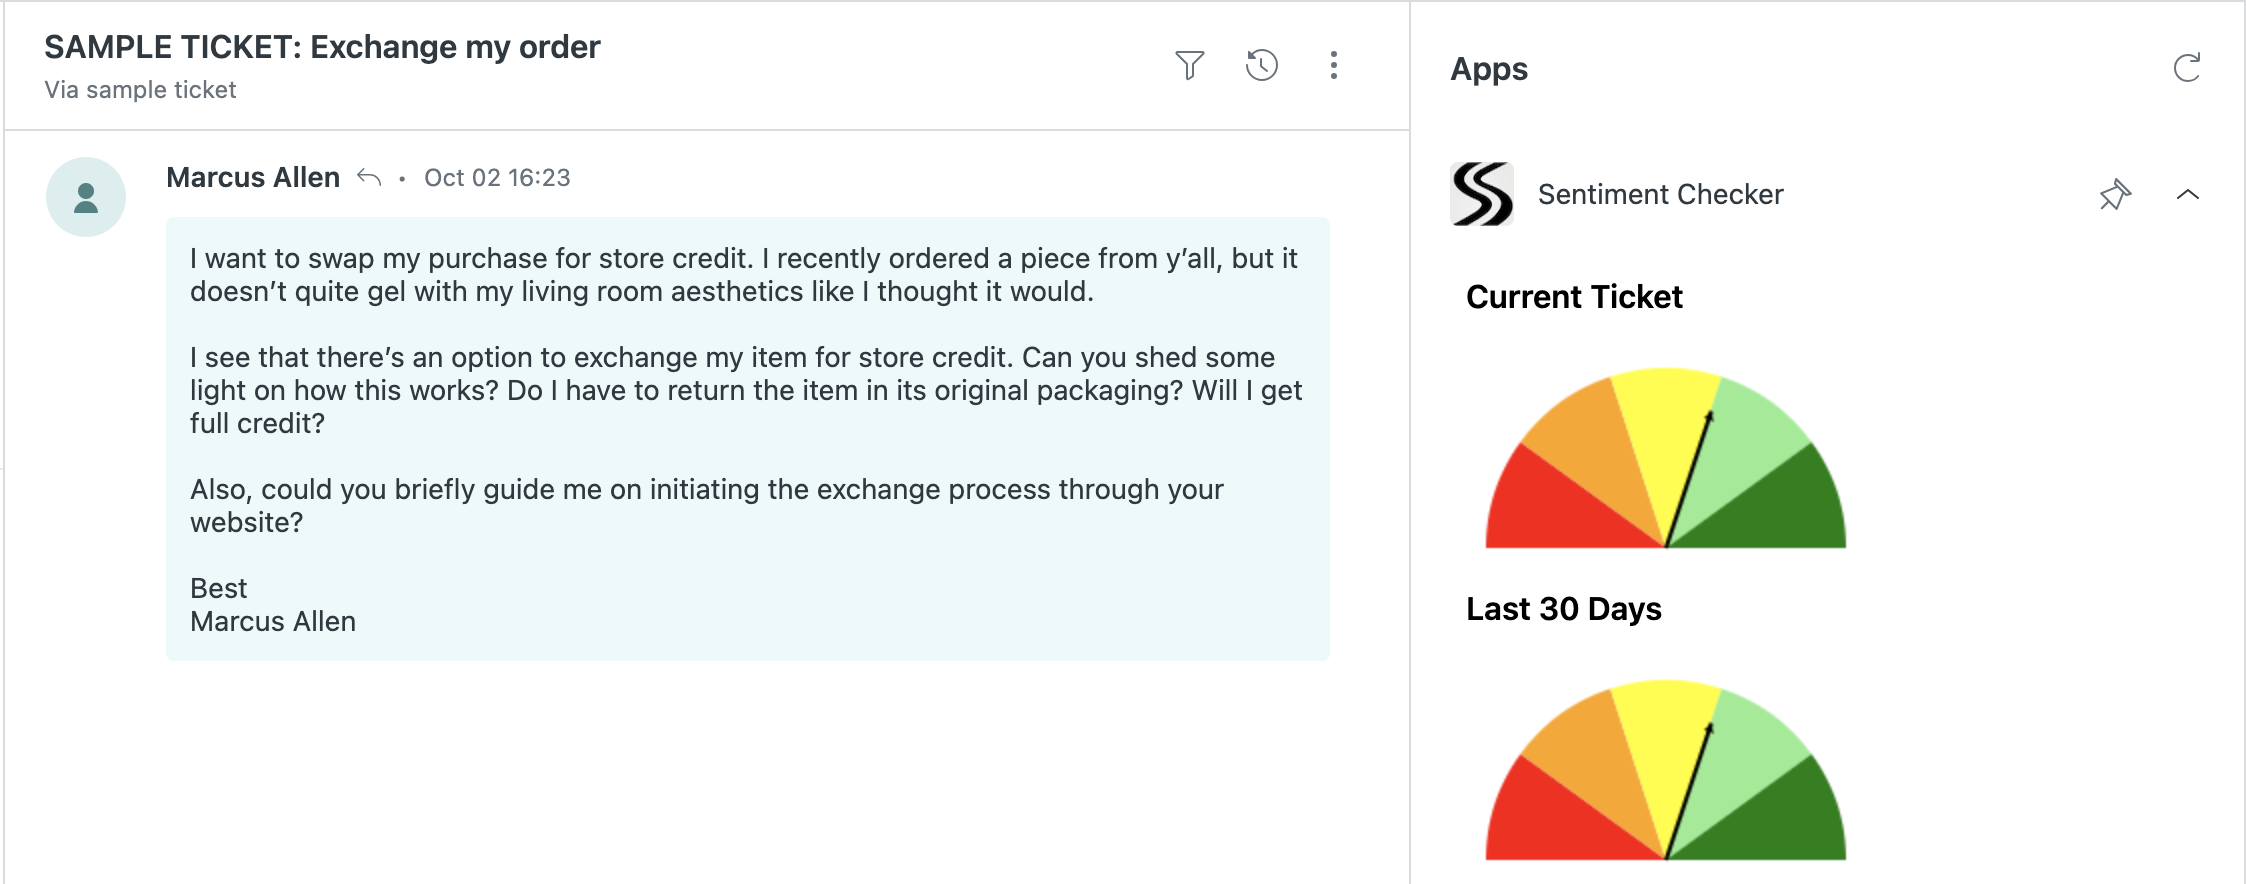 SAMPLE TICKET: Exchange my order
Via sample ticket
Marcus Allen • Oct 02 16:23
I want to swap my purchase for store credit. I recently ordered a piece from y’all, but it
doesn’t quite gel with my living room aesthetics like I thought it would.
I see that there’s an option to exchange my item for store credit. Can you shed some
light on how this works? Do I have to return the item in its original packaging? Will I get
full credit?
Also, could you briefly guide me on initiating the exchange process through your
website?
Best
Marcus Allen
Apps
Sentiment Checker
Current Ticket
Last 30 Days